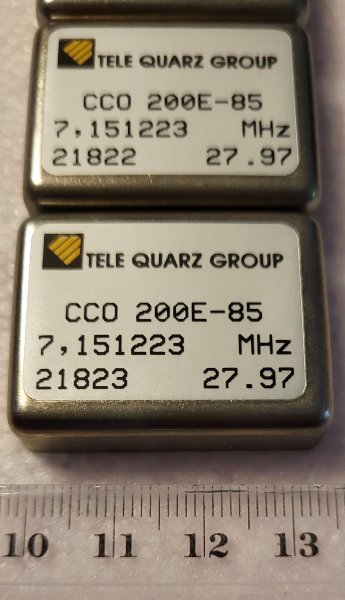 TELE QUARZ GROUP
CCO 200E-85
7,151223 MHz
21822 27.97
TELE QUARZ GROUP
CCO 200E-85
7,151223 MHz
21823 27.97
10 11 12 13